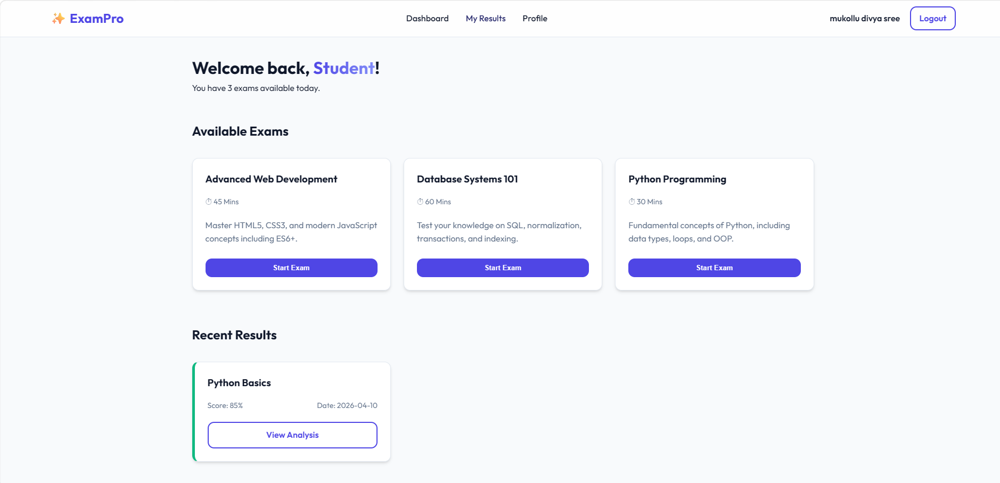 ✨ ExamPro
Dashboard My Results Profile
mukollu divya sree Logout
Welcome back, Student!
You have 3 exams available today.
Available Exams
Advanced Web Development
⏱ 45 Mins
Master HTML5, CSS3, and modern JavaScript
concepts including ES6+.
Start Exam
Database Systems 101
⏱ 60 Mins
Test your knowledge on SQL, normalization,
transactions, and indexing.
Start Exam
Python Programming
⏱ 30 Mins
Fundamental concepts of Python, including
data types, loops, and OOP.
Start Exam
Recent Results
Python Basics
Score: 85% Date: 2026-04-10
View Analysis